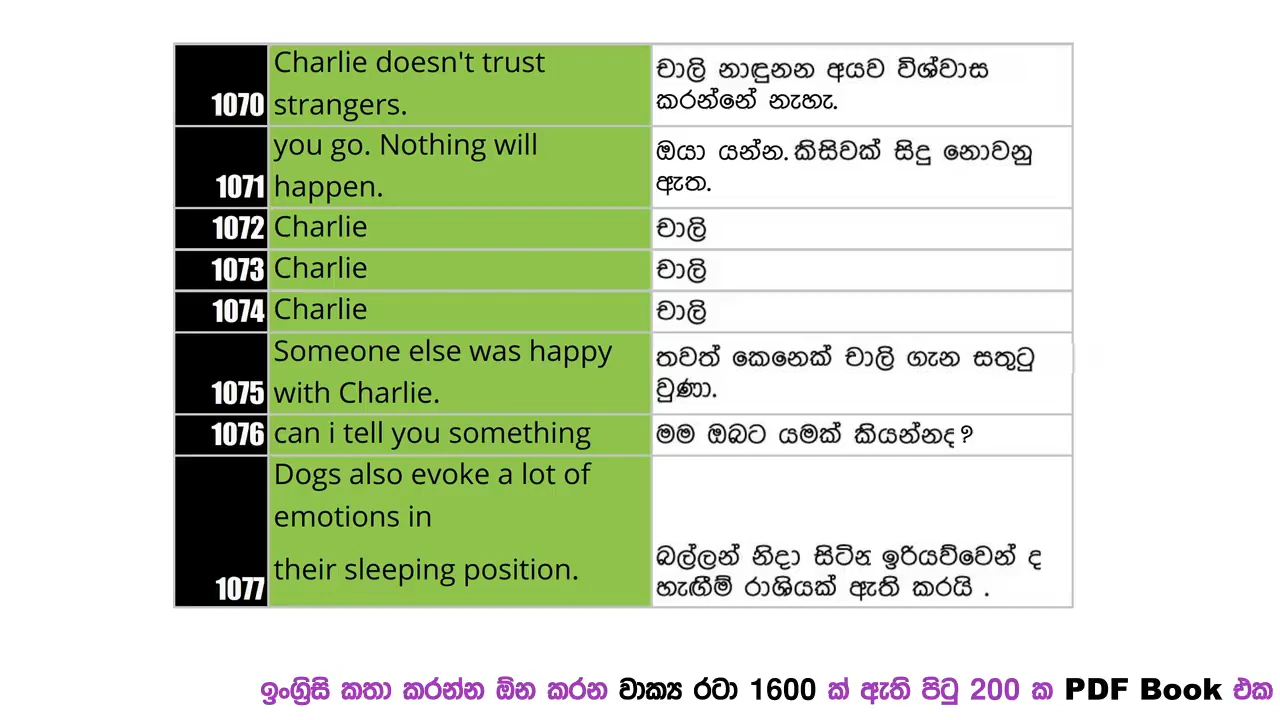 Charlie doesn't trust
1070 strangers.
චාලි නාඳුනන අයව විශ්වාස
කරන්නේ නැහැ.
you go. Nothing will
1071 happen.
ඔයා යන්න. කිසිවක් සිදු නොවනු
ඇත.
1072 Charlie චාලි
1073 Charlie චාලි
1074 Charlie චාලි
Someone else was happy
1075 with Charlie.
තවත් කෙනෙක් චාලි ගැන සතුටු
වුණා.
1076 can i tell you something මම ඔබට යමක් කියන්නද?
Dogs also evoke a lot of
emotions in
their sleeping position.
1077
බල්ලන් නිදා සිටින ඉරියව්වෙන් ද
හැඟීම් රාශියක් ඇති කරයි .
ඉංග්‍රිසි කතා කරන්න ඕන කරන වාක්‍ය රටා 1600 ක් ඇති පිටු 200 ක PDF Book එක